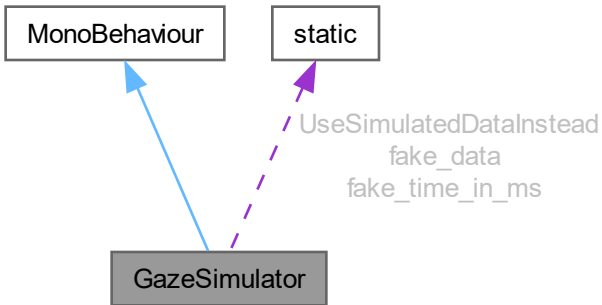 MonoBehaviour
static
UseSimulatedDataInstead
fake_data
fake_time_in_ms
GazeSimulator